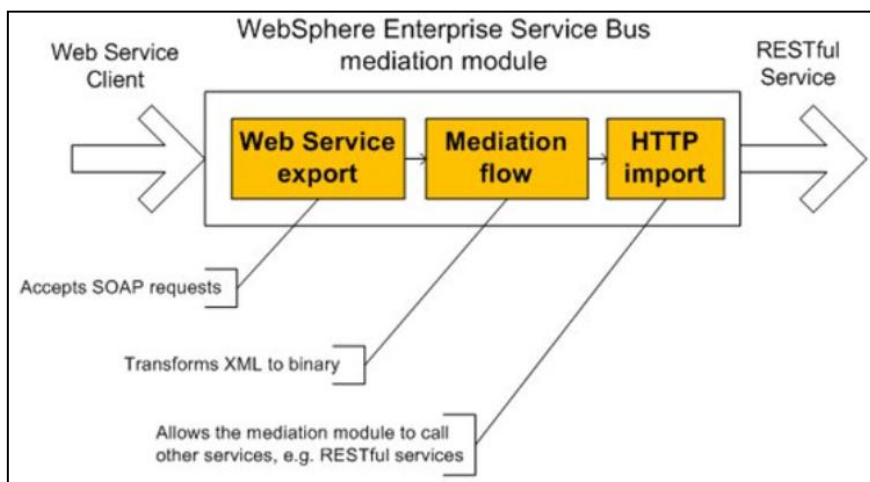 WebSphere Enterprise Service Bus
mediation module
Web Service
Client
RESTful
Service
Web Service
export
Mediation
flow
HTTP
import
Accepts SOAP requests
Transforms XML to binary
Allows the mediation module to call
other services, e.g. RESTful services